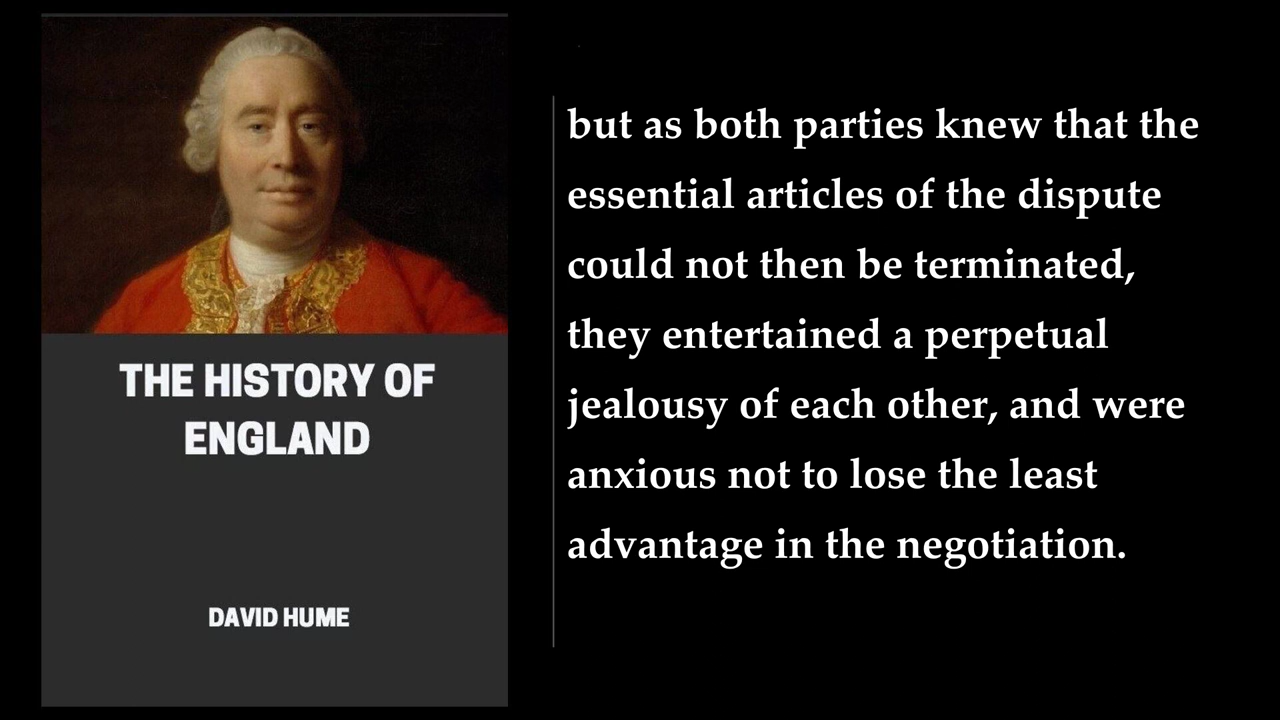 THE HISTORY OF
ENGLAND
DAVID HUME
but as both parties knew that the
essential articles of the dispute
could not then be terminated,
they entertained a perpetual
jealousy of each other, and were
anxious not to lose the least
advantage in the negotiation.